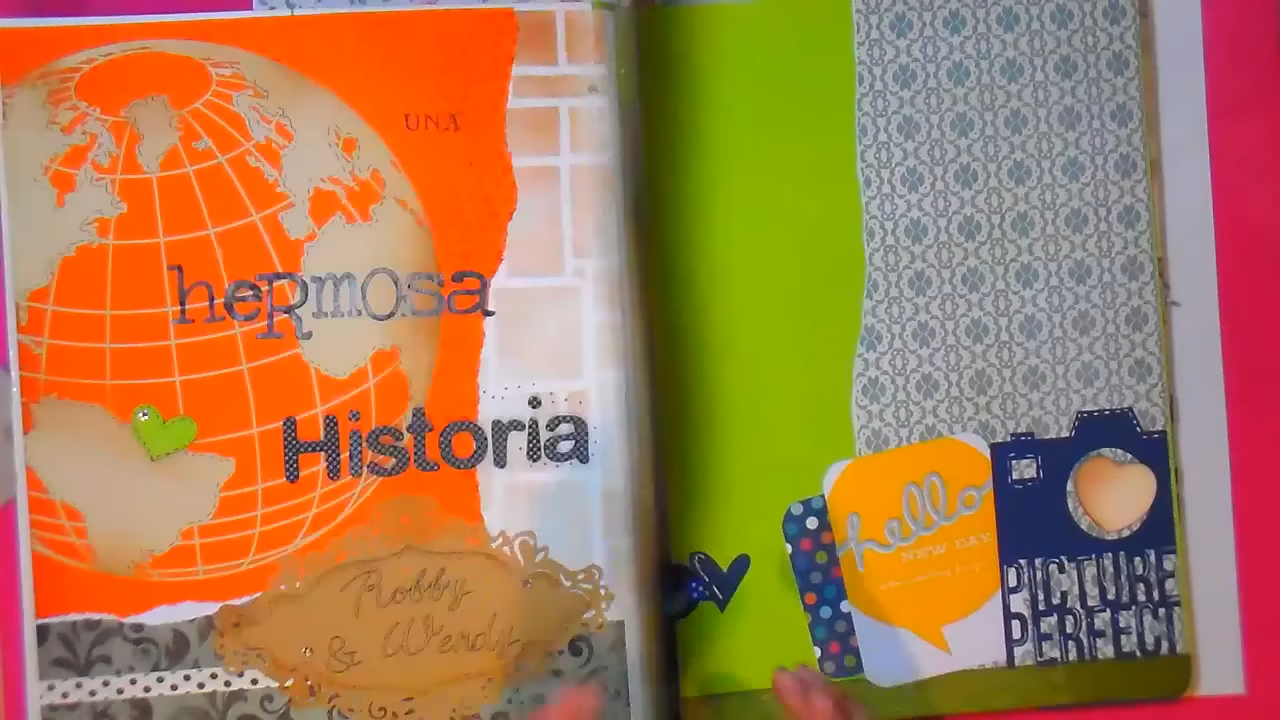 UNA
heRmosa
Historia
Robby
& Wendy
hello
NEW DAY
PICTURE
PERFECT